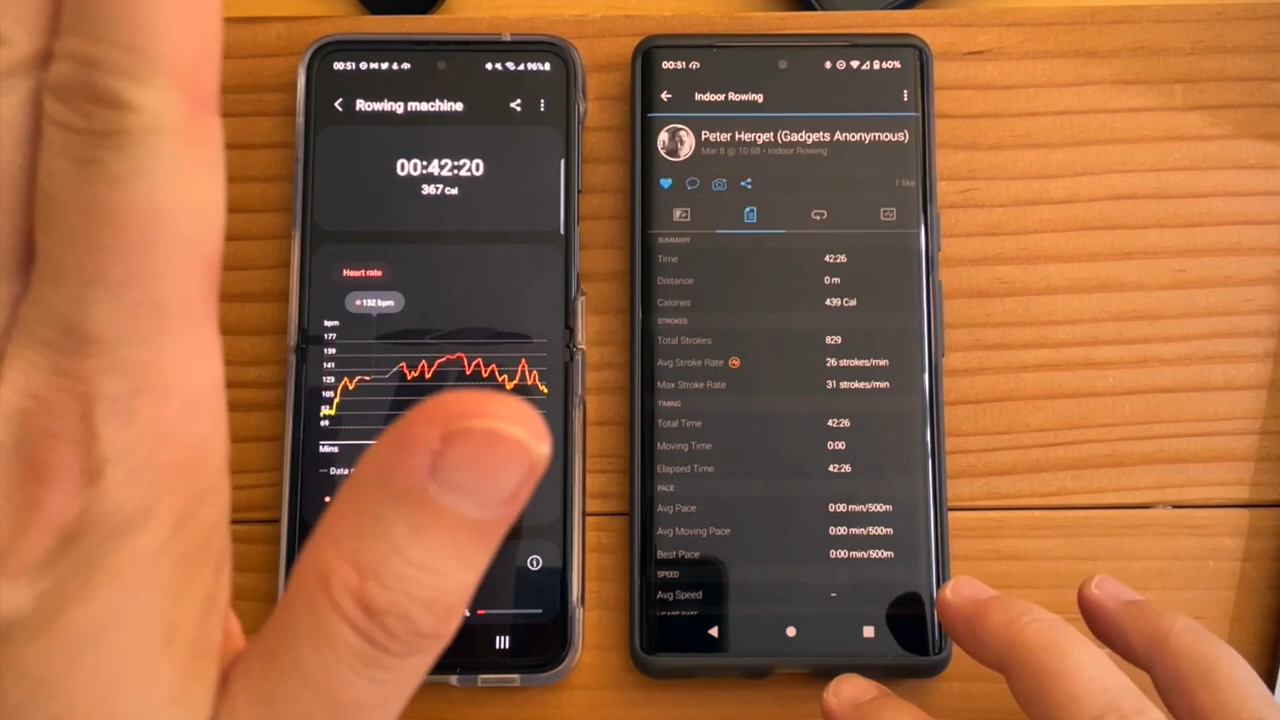 00:51
96%
Rowing machine
00:42:20
367 Cal
Heart rate
132 bpm
bpm
177
159
141
123
105
69
Mins
Data
00:51
60%
Indoor Rowing
Peter Herget (Gadgets Anonymous)
Mar 8 @ 10:58 • Indoor Rowing
1 like
SUMMARY
Time 42:26
Distance 0 m
Calories 439 Cal
STROKES
Total Strokes 829
Avg Stroke Rate 26 strokes/min
Max Stroke Rate 31 strokes/min
TIMING
Total Time 42:26
Moving Time 0:00
Elapsed Time 42:26
PACE
Avg Pace 0:00 min/500m
Avg Moving Pace 0:00 min/500m
Best Pace 0:00 min/500m
SPEED
Avg Speed --